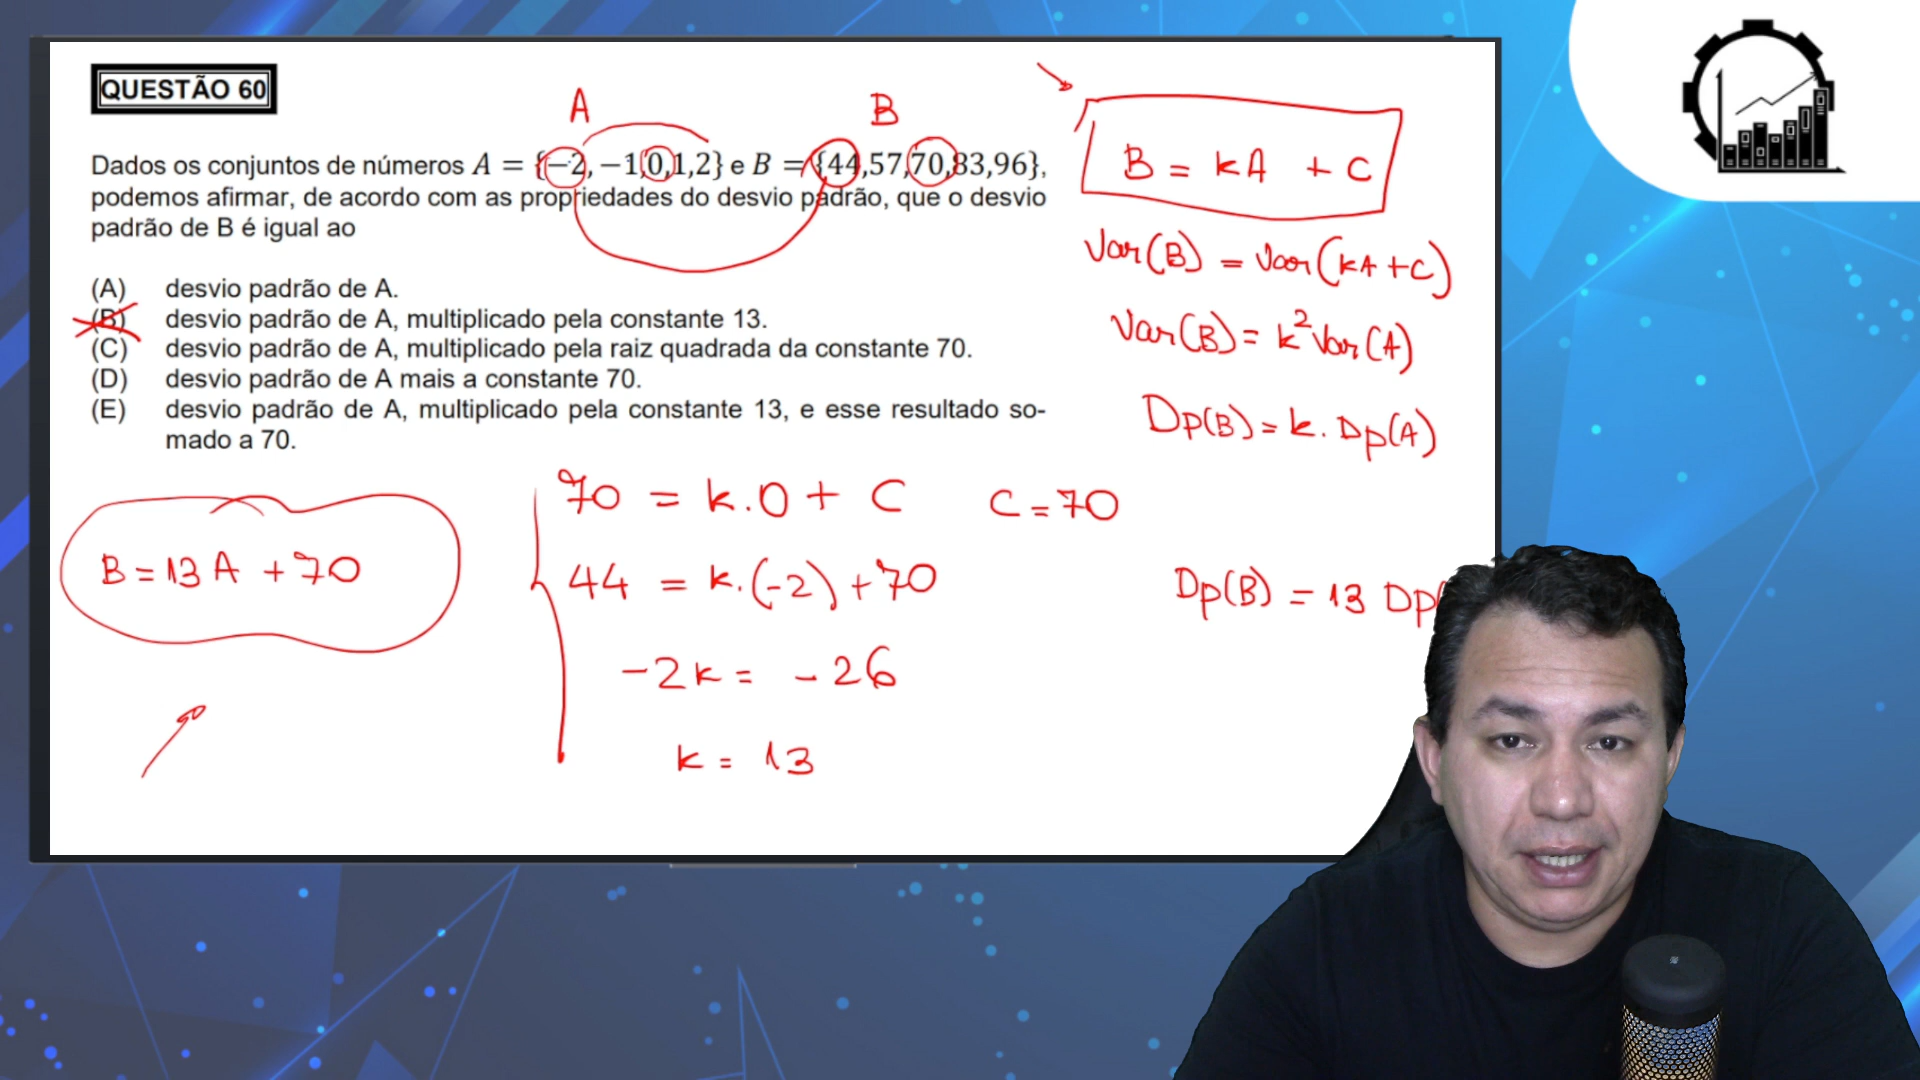 QUESTÃO 60
A
B
Dados os conjuntos de números A = {−2,−1,0,1,2} e B = {44,57,70,83,96},
podemos afirmar, de acordo com as propriedades do desvio padrão, que o desvio
padrão de B é igual ao
(A) desvio padrão de A.
(B) desvio padrão de A, multiplicado pela constante 13.
(C) desvio padrão de A, multiplicado pela raiz quadrada da constante 70.
(D) desvio padrão de A mais a constante 70.
(E) desvio padrão de A, multiplicado pela constante 13, e esse resultado so-
mado a 70.
B = kA + C
Var(B) = Var(kA + C)
Var(B) = k² Var(A)
Dp(B) = k. Dp(A)
B = 13A + 70
70 = k.0 + C
C = 70
44 = k.(-2) + 70
-2k = -26
k = 13
Dp(B) = 13 Dp(